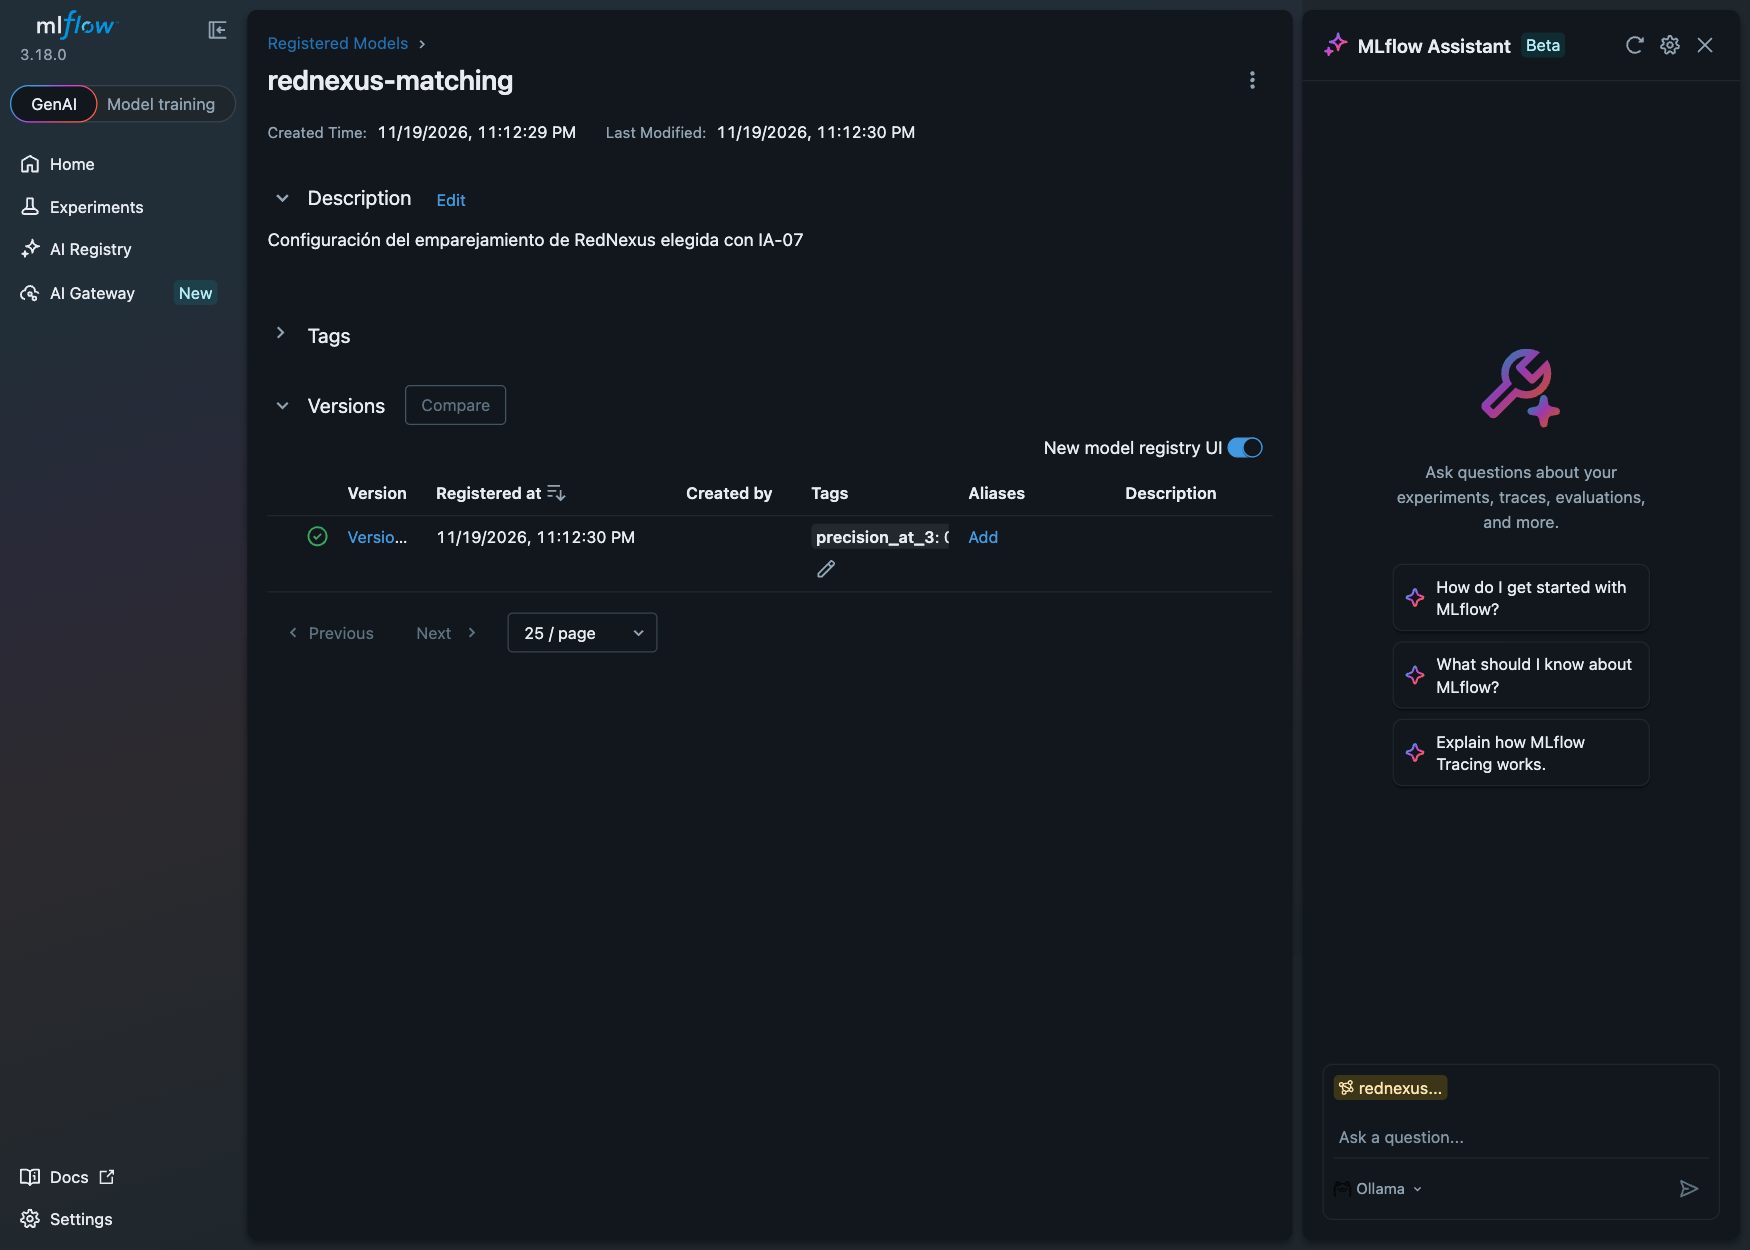 mlflow
3.18.0
GenAI
Model training
Home
Experiments
AI Registry
AI Gateway
New
Docs
Settings
Registered Models
rednexus-matching
Created Time: 11/19/2026, 11:12:29 PM
Last Modified: 11/19/2026, 11:12:30 PM
Description
Edit
Configuración del emparejamiento de RedNexus elegida con IA-07
Tags
Versions
Compare
New model registry UI
Version
Registered at
Created by
Tags
Aliases
Description
Versio...
11/19/2026, 11:12:30 PM
precision_at_3:
Add
Previous
Next
25 / page
MLflow Assistant
Beta
Ask questions about your
experiments, traces, evaluations,
and more.
How do I get started with
MLflow?
What should I know about
MLflow?
Explain how MLflow
Tracing works.
rednexus...
Ask a question...
Ollama